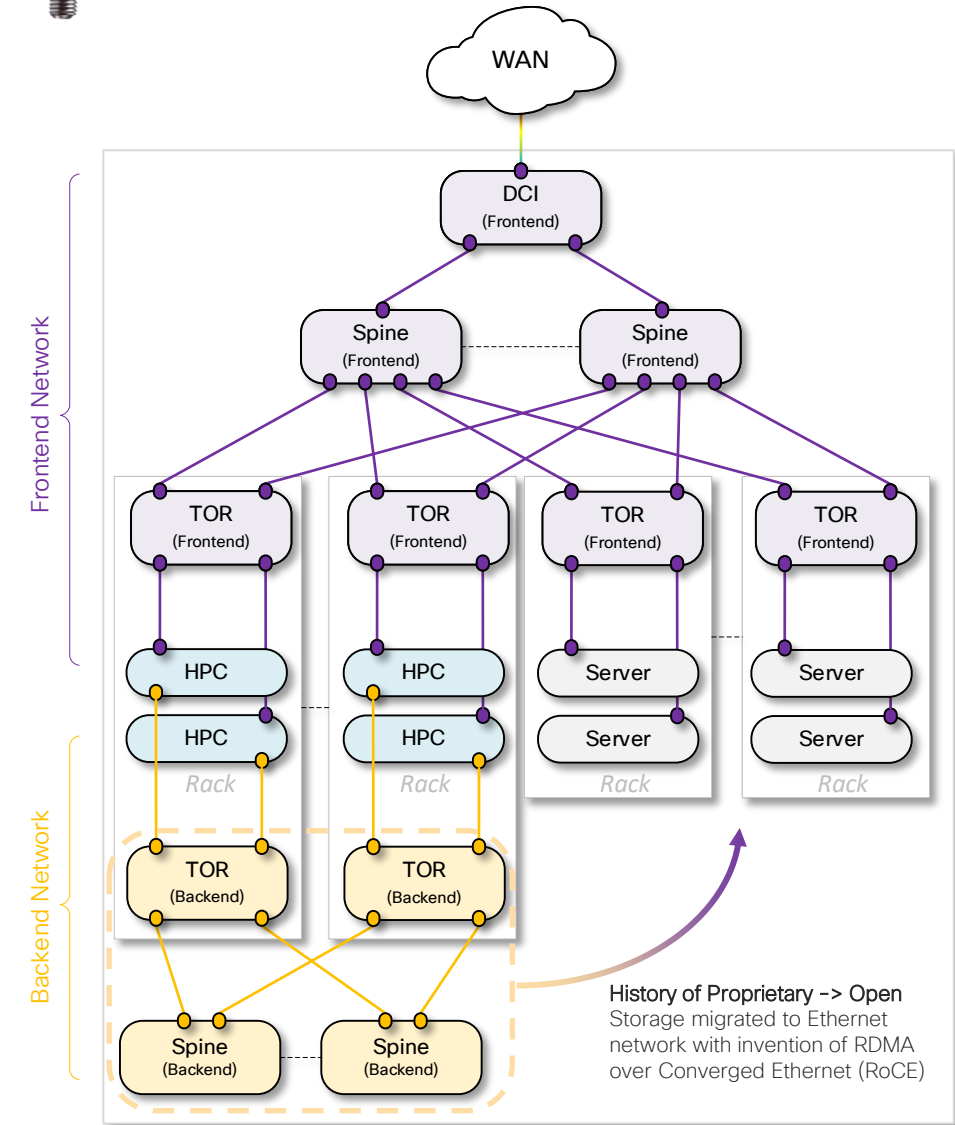 WAN
DCI
(Frontend)
Spine
(Frontend)
Spine
(Frontend)
Frontend Network
TOR
(Frontend)
TOR
(Frontend)
TOR
(Frontend)
TOR
(Frontend)
HPC
HPC
Server
Server
HPC
HPC
Server
Server
Rack
Rack
Rack
Rack
Backend Network
TOR
(Backend)
TOR
(Backend)
History of Proprietary -> Open
Storage migrated to Ethernet
network with invention of RDMA
over Converged Ethernet (RoCE)
Spine
(Backend)
Spine
(Backend)